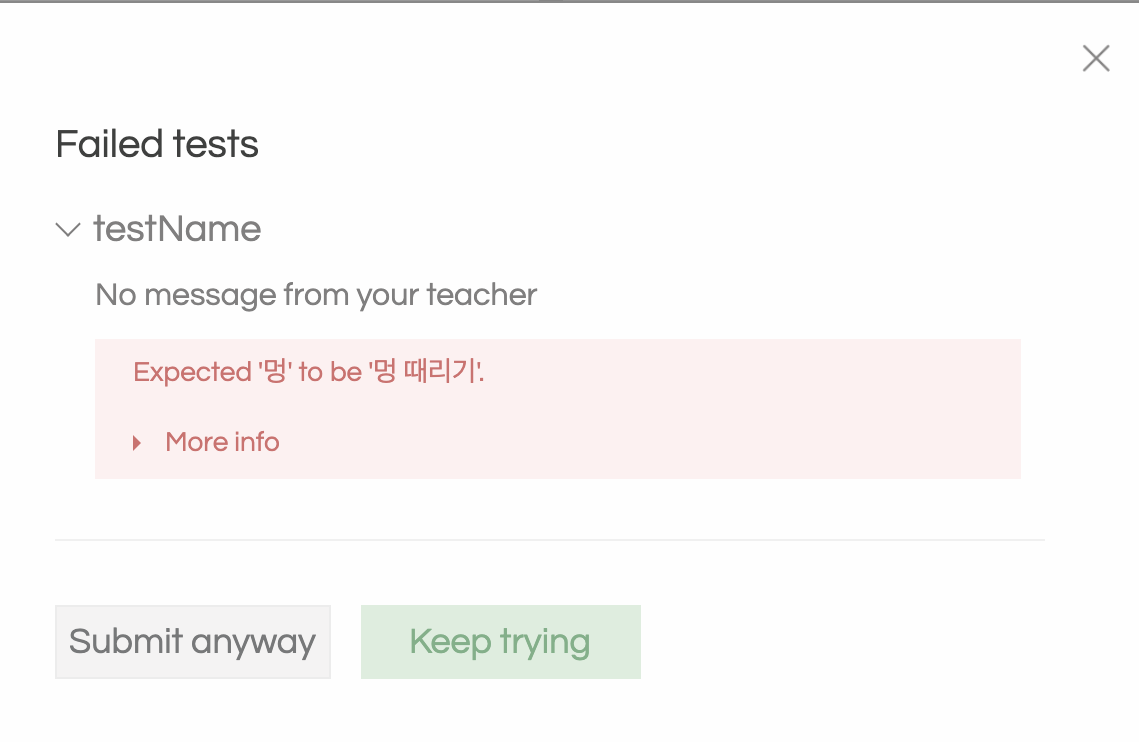 Failed tests
testName
No message from your teacher
Expected '멍' to be '멍 때리기'.
More info
Submit anyway
Keep trying